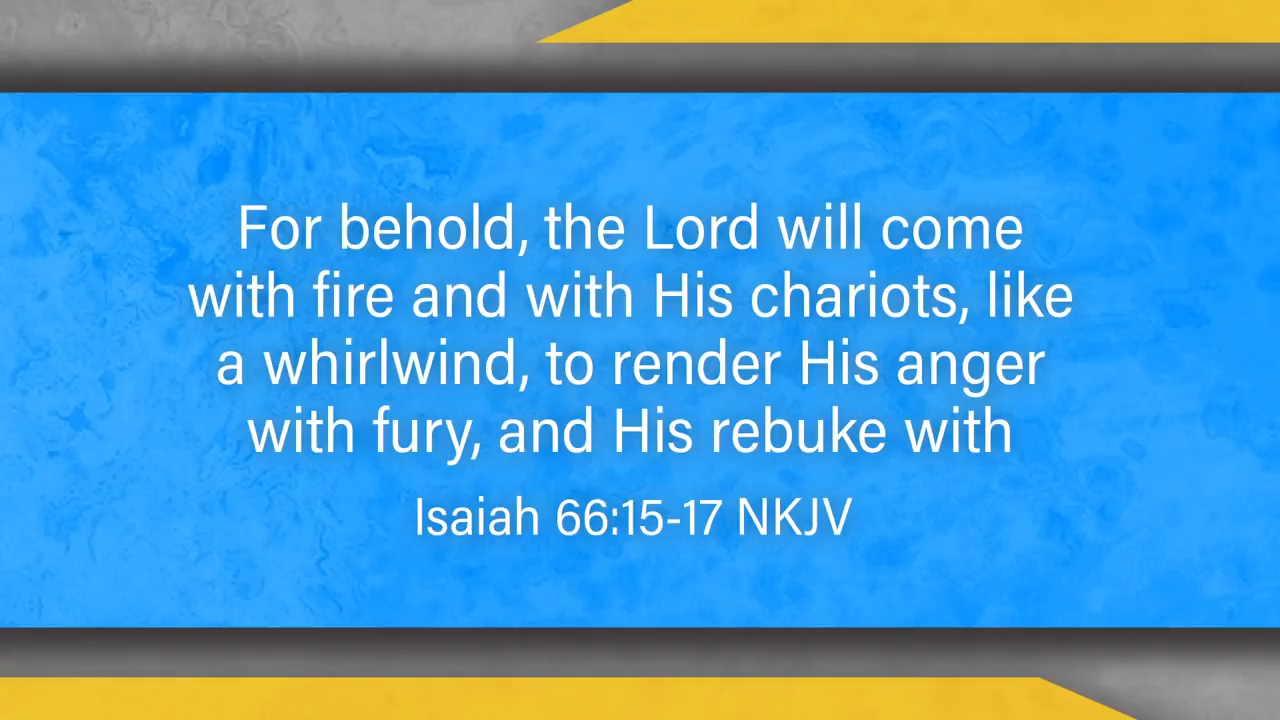 For behold, the Lord will come
with fire and with His chariots, like
a whirlwind, to render His anger
with fury, and His rebuke with
Isaiah 66:15-17 NKJV